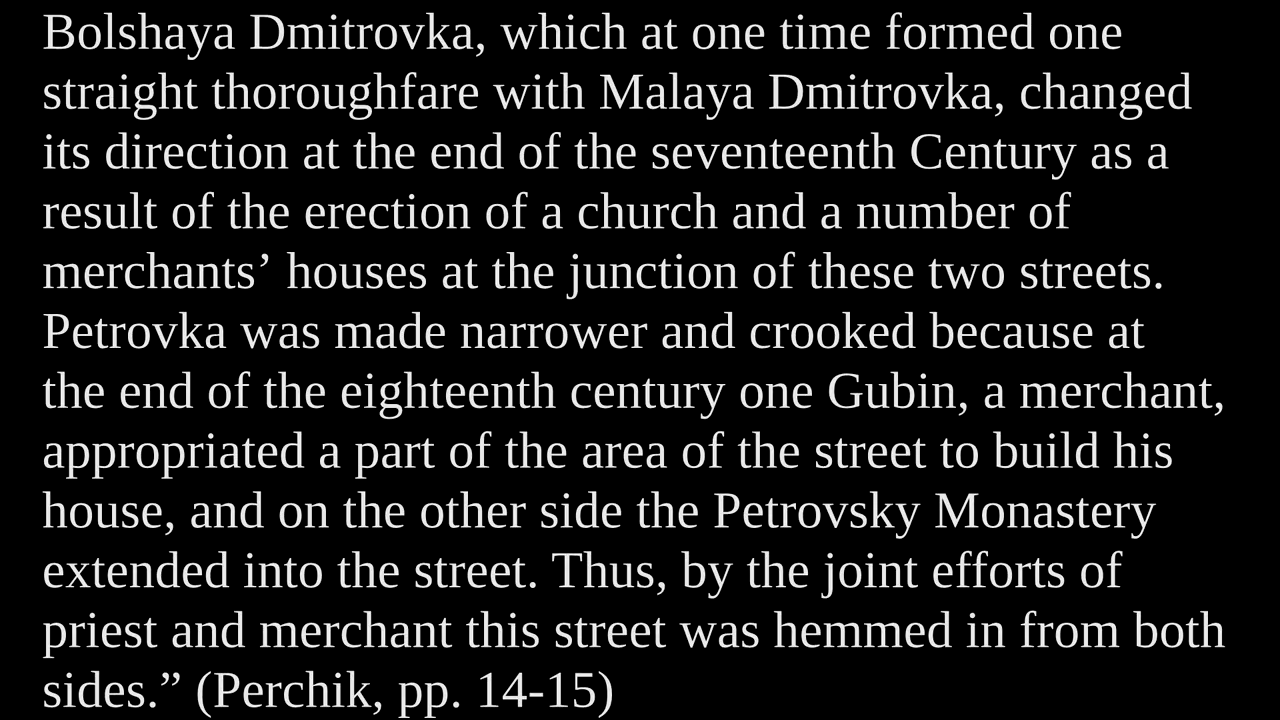 Bolshaya Dmitrovka, which at one time formed one
straight thoroughfare with Malaya Dmitrovka, changed
its direction at the end of the seventeenth Century as a
result of the erection of a church and a number of
merchants’ houses at the junction of these two streets.
Petrovka was made narrower and crooked because at
the end of the eighteenth century one Gubin, a merchant,
appropriated a part of the area of the street to build his
house, and on the other side the Petrovsky Monastery
extended into the street. Thus, by the joint efforts of
priest and merchant this street was hemmed in from both
sides.” (Perchik, pp. 14-15)